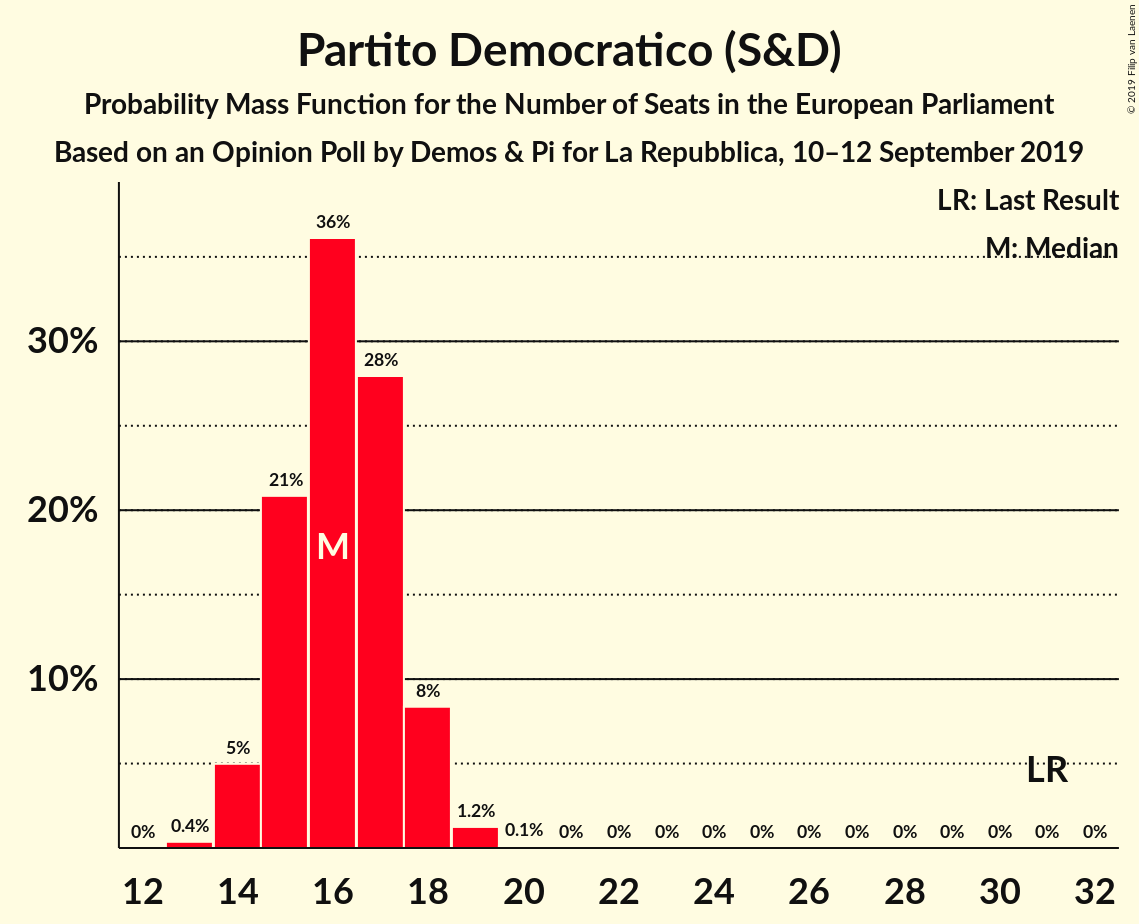 Partito Democratico (S&D)
Probability Mass Function for the Number of Seats in the European Parliament
Based on an Opinion Poll by Demos & Pi for La Repubblica, 10–12 September 2019
© 2019 Filip van Laenen
LR: Last Result
M: Median
36%
30%
28%
21%
20%
M
10%
8%
5%
LR
1.2%
0% 0.4% 0.1% 0% 0% 0% 0% 0% 0% 0% 0% 0% 0% 0% 0%
12 14 16 18 20 22 24 26 28 30 32